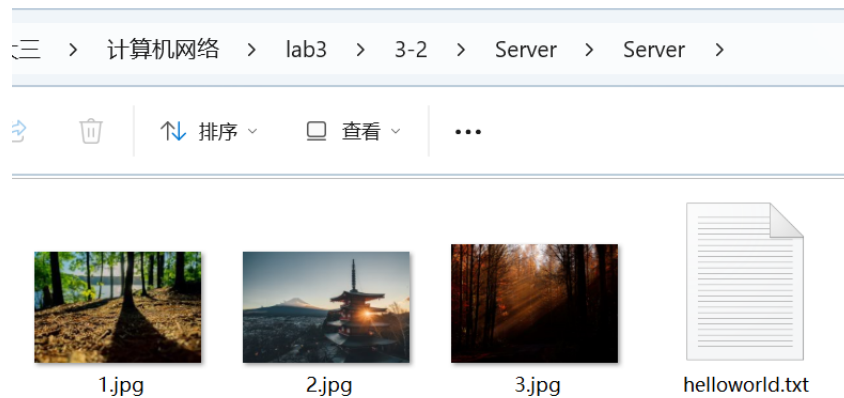 三 > 计算机网络 > lab3 > 3-2 > Server > Server >
排序 查看
1.jpg 2.jpg 3.jpg helloworld.txt